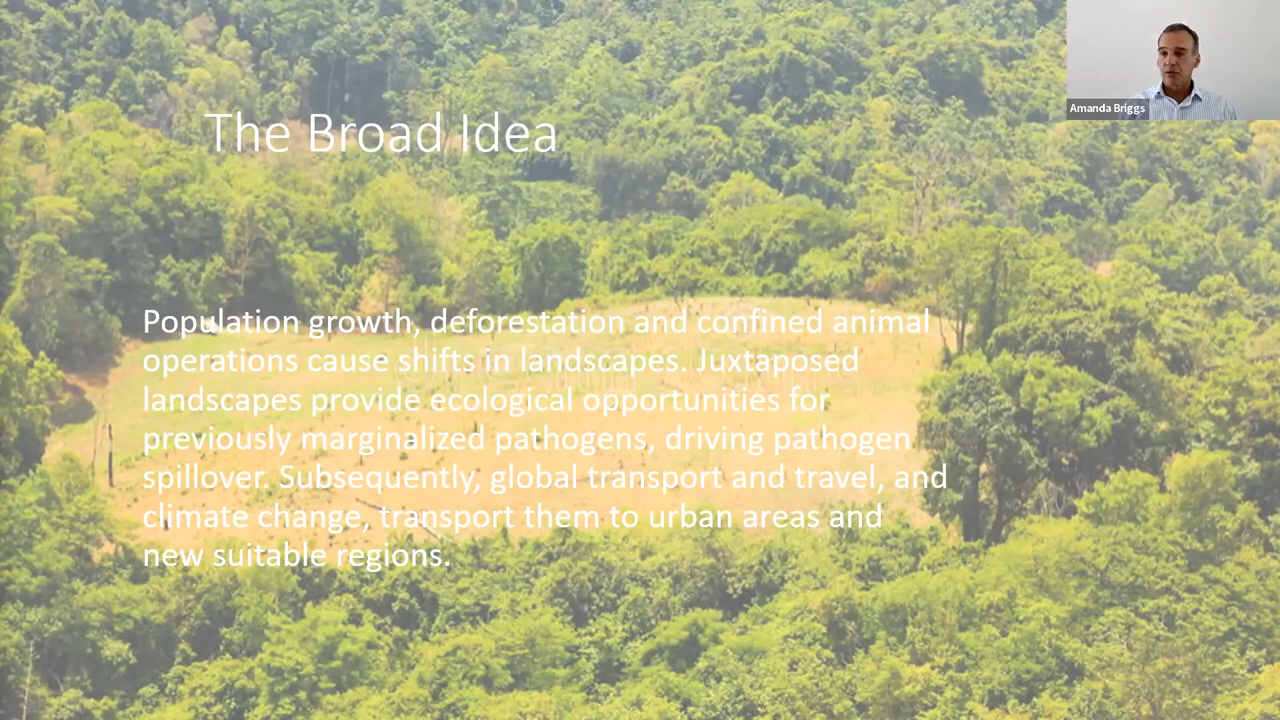 Amanda Briggs
The Broad Idea
Population growth, deforestation and confined animal
operations cause shifts in landscapes. Juxtaposed
landscapes provide ecological opportunities for
previously marginalized pathogens, driving pathogen
spillover. Subsequently, global transport and travel, and
climate change, transport them to urban areas and
new suitable regions.